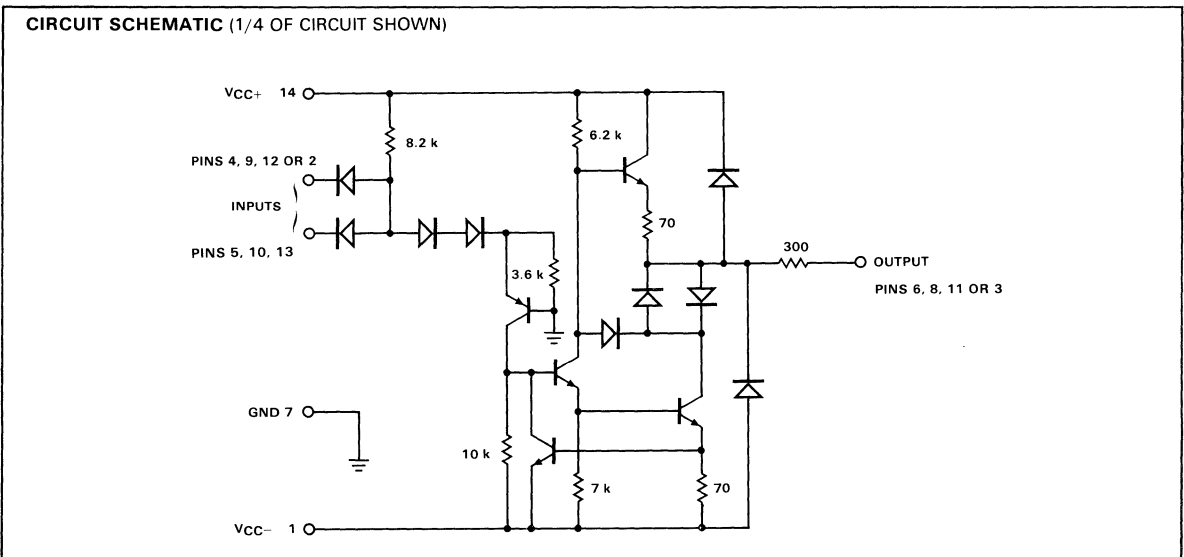 CIRCUIT SCHEMATIC (1/4 OF CIRCUIT SHOWN)
VCC+ 14
8.2 k
6.2 k
PINS 4, 9, 12 OR 2
INPUTS
PINS 5, 10, 13
70
300
OUTPUT
PINS 6, 8, 11 OR 3
3.6 k
GND 7
10 k
7 k
70
VCC− 1